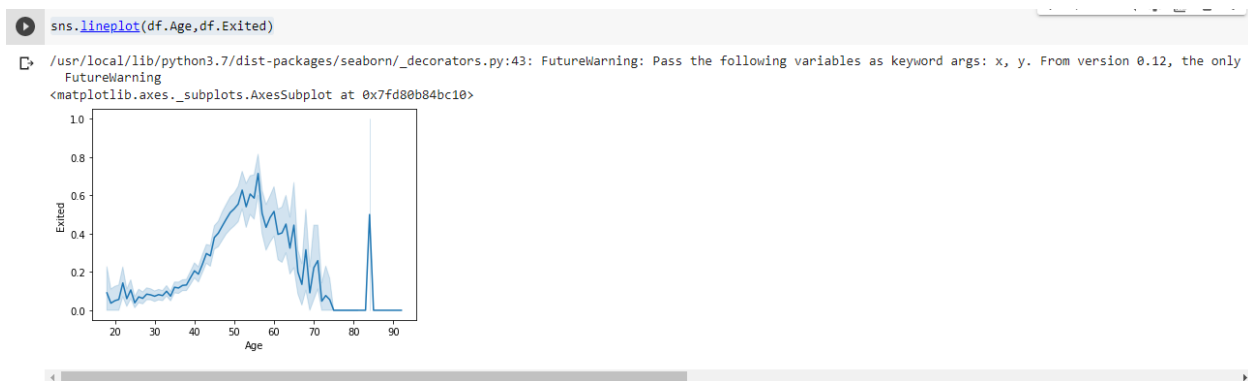 sns.lineplot(df.Age,df.Exited)
/usr/local/lib/python3.7/dist-packages/seaborn/_decorators.py:43: FutureWarning: Pass the following variables as keyword args: x, y. From version 0.12, the only
FutureWarning
<matplotlib.axes._subplots.AxesSubplot at 0x7fd80b84bc10>
1.0
0.8
0.6
0.4
0.2
0.0
Exited
20 30 40 50 60 70 80 90
Age